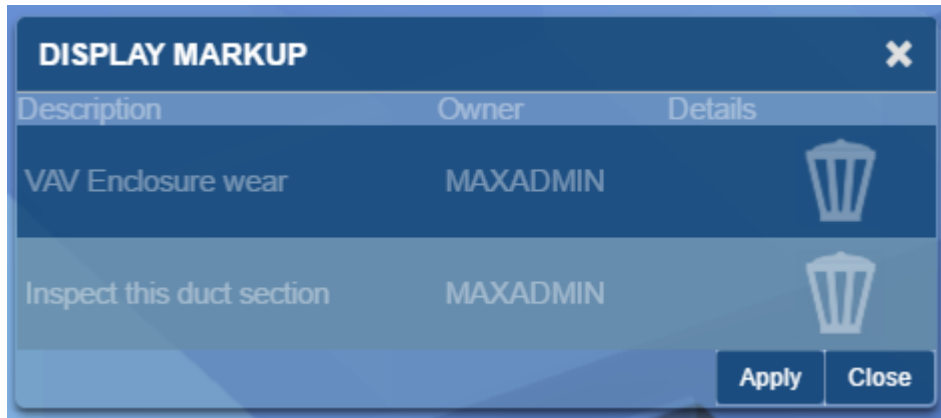 DISPLAY MARKUP
Description Owner Details
VAV Enclosure wear MAXADMIN
Inspect this duct section MAXADMIN
Apply Close